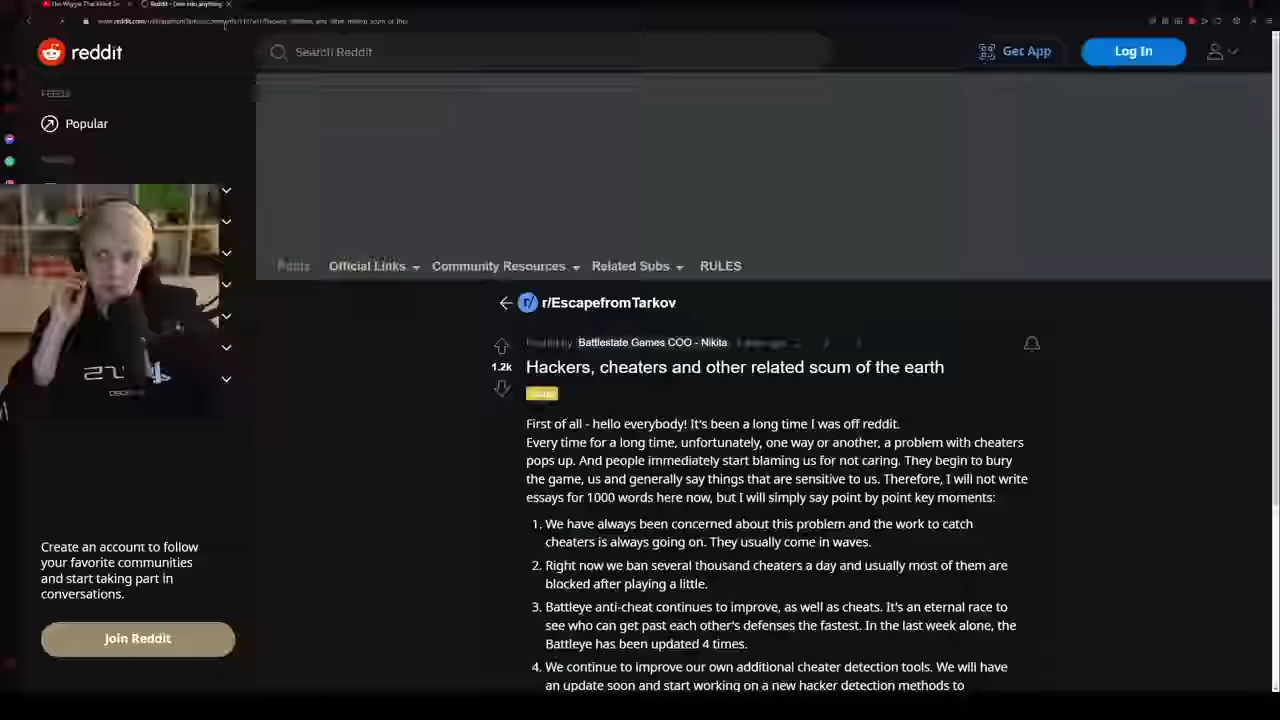 reddit
Search Reddit
Get App
Log In
FEEDS
Popular
Posts
Official Links
Community Resources
Related Subs
RULES
r/EscapefromTarkov
Battlestate Games COO - Nikita
1.2k
Hackers, cheaters and other related scum of the earth
First of all - hello everybody! It's been a long time I was off reddit.
Every time for a long time, unfortunately, one way or another, a problem with cheaters
pops up. And people immediately start blaming us for not caring. They begin to bury
the game, us and generally say things that are sensitive to us. Therefore, I will not write
essays for 1000 words here now, but I will simply say point by point key moments:
1. We have always been concerned about this problem and the work to catch
cheaters is always going on. They usually come in waves.
2. Right now we ban several thousand cheaters a day and usually most of them are
blocked after playing a little.
3. Battleye anti-cheat continues to improve, as well as cheats. It's an eternal race to
see who can get past each other's defenses the fastest. In the last week alone, the
Battleye has been updated 4 times.
4. We continue to improve our own additional cheater detection tools. We will have
an update soon and start working on a new hacker detection methods to
Create an account to follow
your favorite communities
and start taking part in
conversations.
Join Reddit